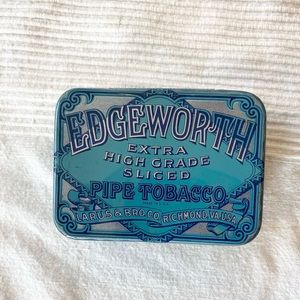 EDGEWORTH
EXTRA
HIGH GRADE
SLICED
PIPE TOBACCO
LARUS & BRO. CO. RICHMOND, VA. U.S.A.